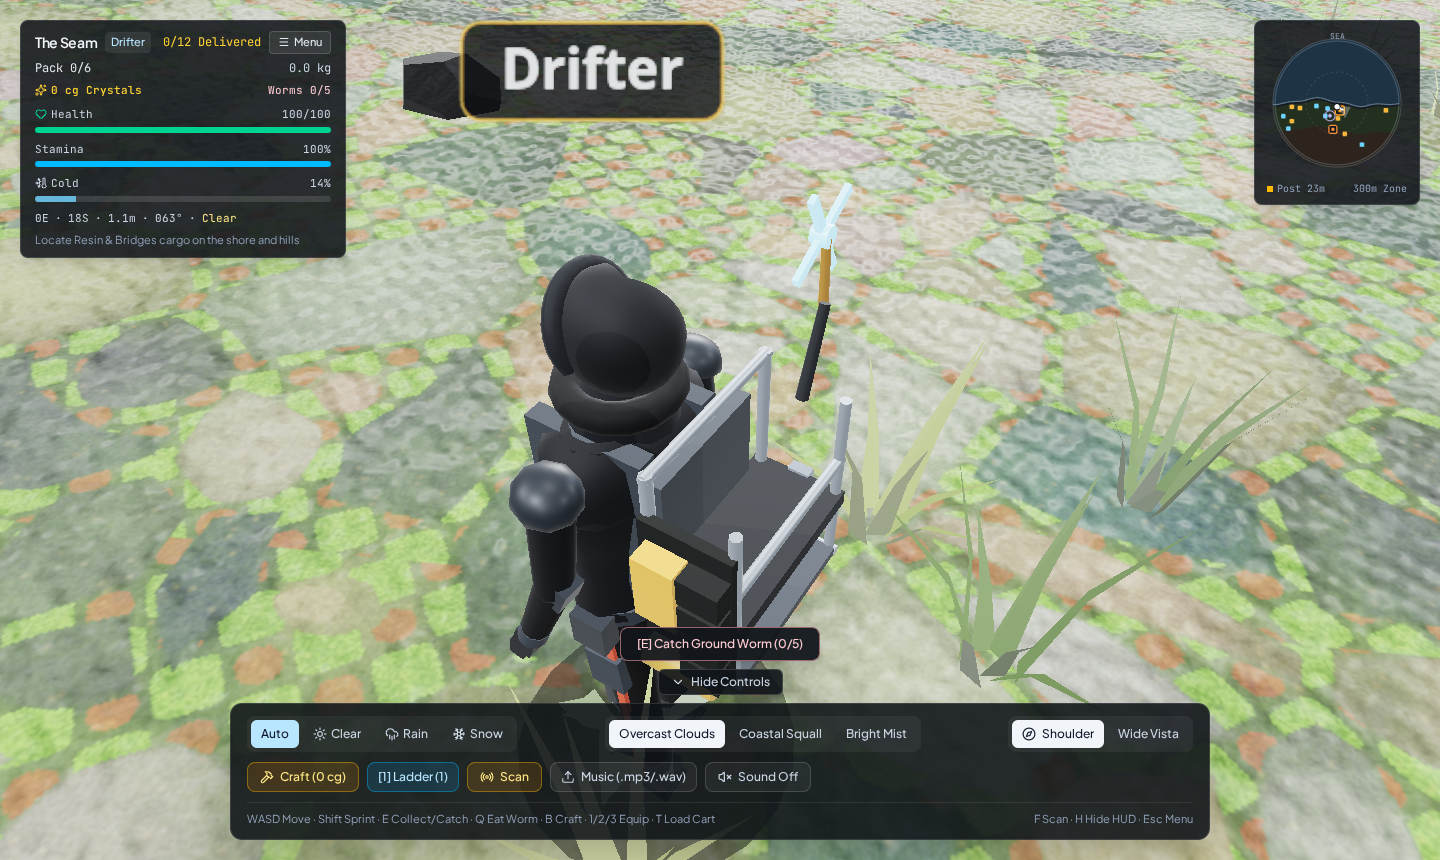 The Seam Drifter 0/12 Delivered Menu
Pack 0/6 0.0 kg
0 cg Crystals Worms 0/5
Health 100/100
Stamina 100%
Cold 14%
0E · 18S · 1.1m · 063° · Clear
Locate Resin & Bridges cargo on the shore and hills
Drifter
SEA
Post 23m 300m Zone
[E] Catch Ground Worm (0/5)
Hide Controls
Auto Clear Rain Snow Overcast Clouds Coastal Squall Bright Mist Shoulder Wide Vista
Craft (0 cg) [1] Ladder (1) Scan Music (.mp3/.wav) Sound Off
WASD Move · Shift Sprint · E Collect/Catch · Q Eat Worm · B Craft · 1/2/3 Equip · T Load Cart F Scan · H Hide HUD · Esc Menu